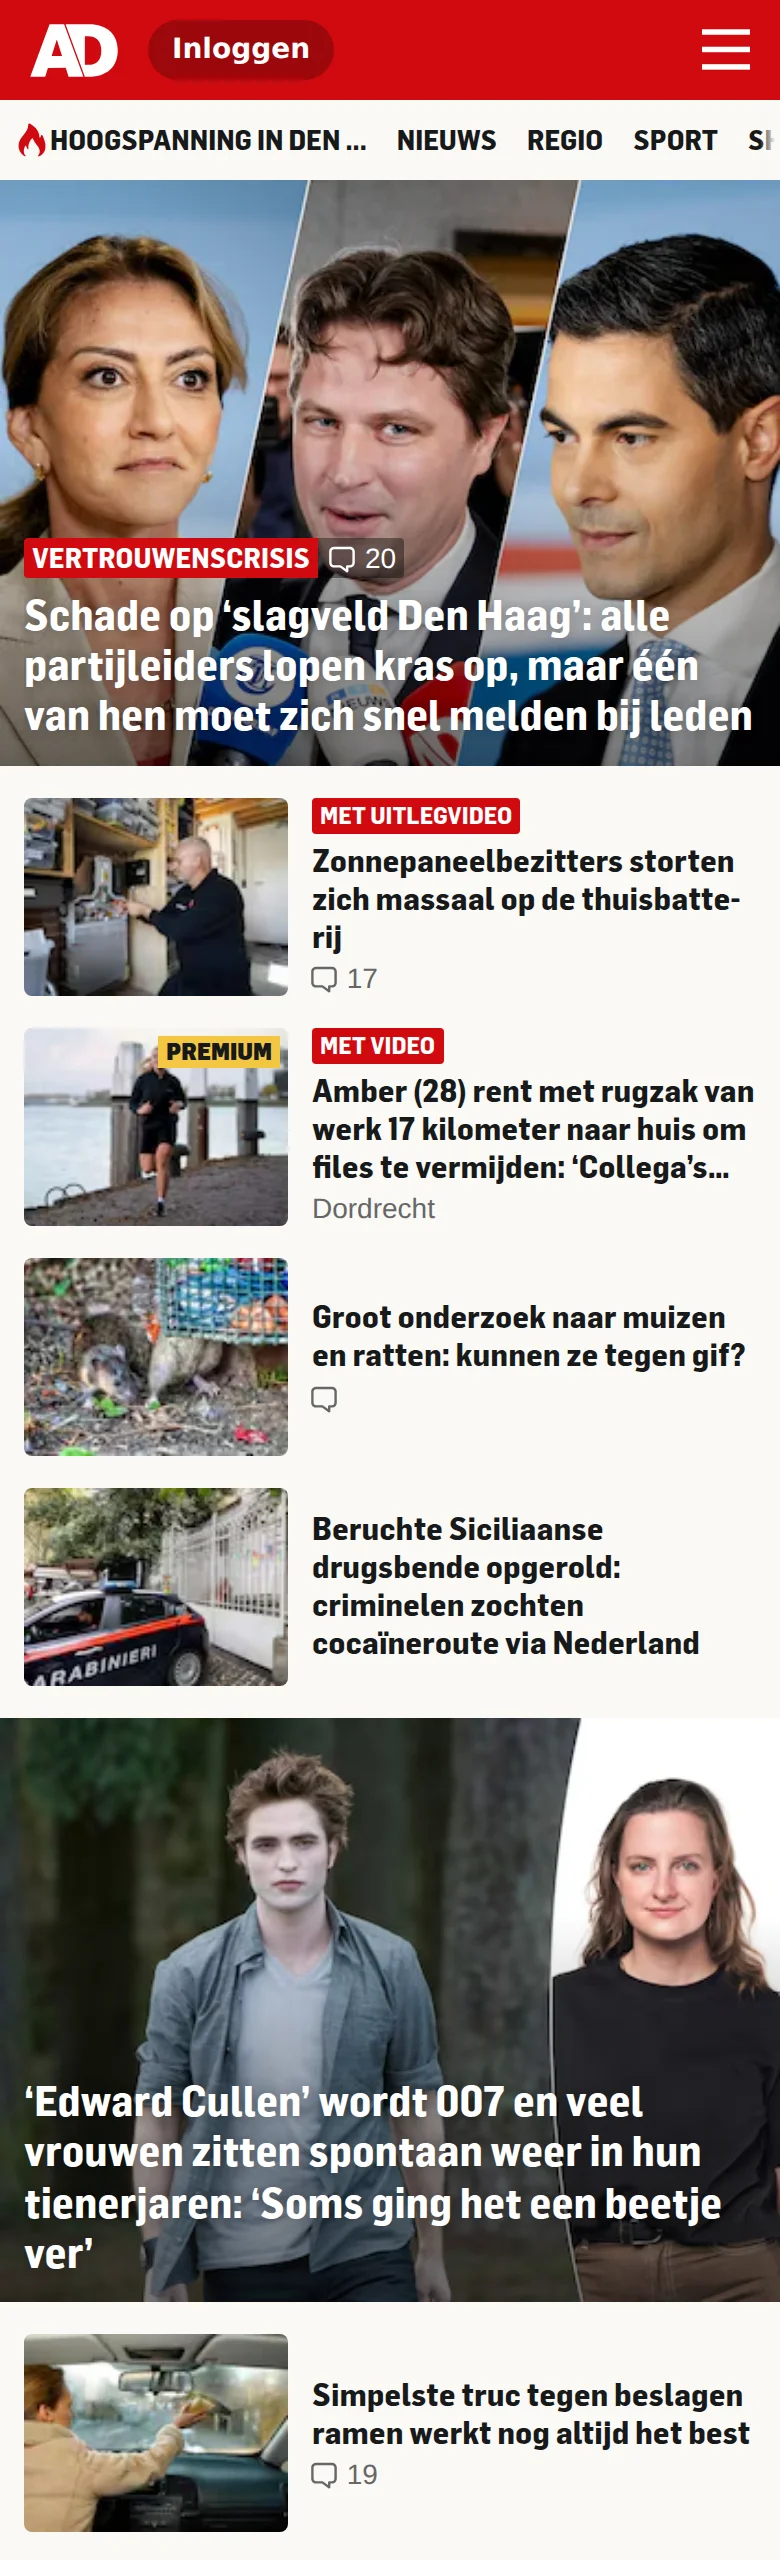 AD
Inloggen
HOOGSPANNING IN DEN ... NIEUWS REGIO SPORT
VERTROUWENSCRISIS 20
Schade op ‘slagveld Den Haag’: alle
partijleiders lopen kras op, maar één
van hen moet zich snel melden bij leden
MET UITLEGVIDEO
Zonnepaneelbezitters storten
zich massaal op de thuisbatte-
rij
17
PREMIUM
MET VIDEO
Amber (28) rent met rugzak van
werk 17 kilometer naar huis om
files te vermijden: ‘Collega’s...
Dordrecht
Groot onderzoek naar muizen
en ratten: kunnen ze tegen gif?
ARABINIERI
Beruchte Siciliaanse
drugsbende opgerold:
criminelen zochten
cocaïneroute via Nederland
‘Edward Cullen’ wordt 007 en veel
vrouwen zitten spontaan weer in hun
tienerjaren: ‘Soms ging het een beetje
ver’
Simpelste truc tegen beslagen
ramen werkt nog altijd het best
19